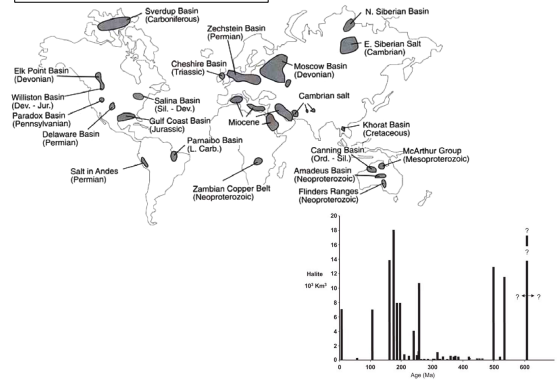 Sverdup Basin
(Carboniferous)
N. Siberian Basin
Zechstein Basin
(Permian)
E. Siberian Salt
(Cambrian)
Cheshire Basin
(Triassic)
Moscow Basin
(Devonian)
Elk Point Basin
(Devonian)
Williston Basin
(Dev. - Jur.)
Paradox Basin
(Pennsylvanian)
Delaware Basin
(Permian)
Salina Basin
(Sil. - Dev.)
Gulf Coast Basin
(Jurassic)
Miocene
Cambrian salt
Khorat Basin
(Cretaceous)
Parnaibo Basin
(L. Carb.)
Canning Basin
(Ord. - Sil.)
McArthur Group
(Mesoproterozoic)
Salt in Andes
(Permian)
Amadeus Basin
(Neoproterozoic)
Zambian Copper Belt
(Neoproterozoic)
Flinders Ranges
(Neoproterozoic)
20
18
16
14
12
10
8
6
4
2
0
Halite
10³ Km³
?
?
? ?
0 100 200 300 400 500 600
Age (Ma)